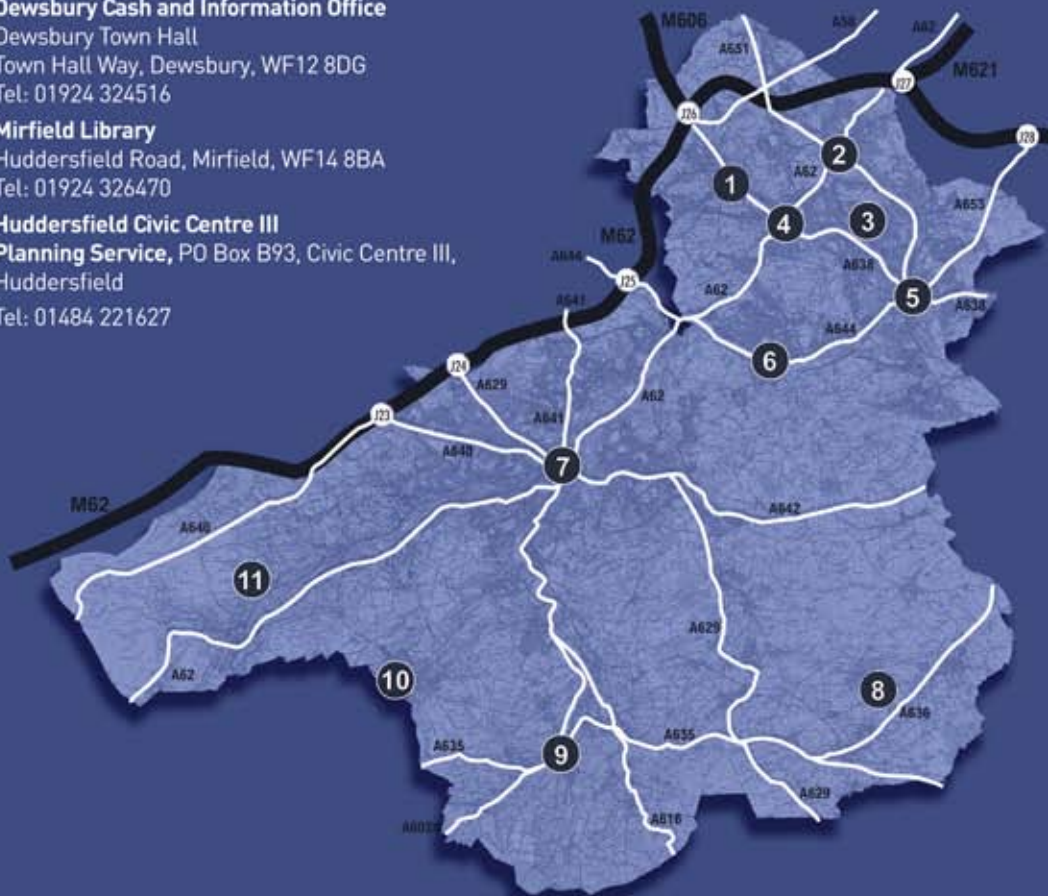 Dewsbury Cash and Information Office
Dewsbury Town Hall
Town Hall Way, Dewsbury, WF12 8DG
Tel: 01924 324516
Mirfield Library
Huddersfield Road, Mirfield, WF14 8BA
Tel: 01924 326470
Huddersfield Civic Centre III
Planning Service, PO Box B93, Civic Centre III,
Huddersfield
Tel: 01484 221627
M606
A651
A58
A62
M621
J27
J26
J28
2
A62
1
A653
4
3
M62
A644
A638
J25
A62
5
A638
A641
A644
6
J24
A629
A62
J23
A641
A640
7
M62
A642
A640
11
A629
A62
10
8
A636
A635
A635
9
A629
A616